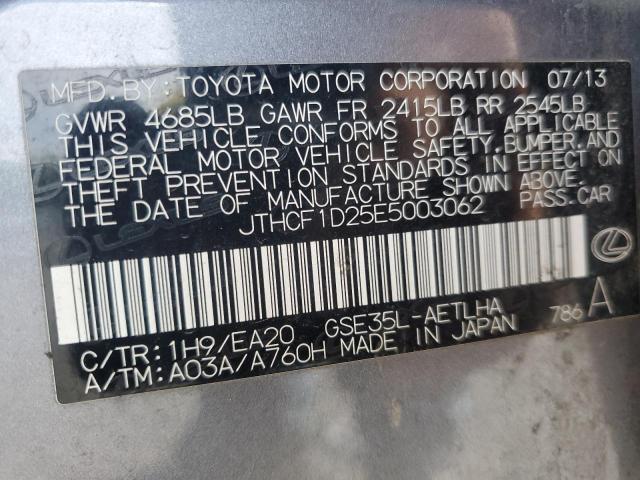 MFD. BY: TOYOTA MOTOR CORPORATION 07/13
GVWR 4685LB GAWR FR 2415LB RR 2545LB
THIS VEHICLE CONFORMS TO ALL APPLICABLE
FEDERAL MOTOR VEHICLE SAFETY, BUMPER, AND
THEFT PREVENTION STANDARDS IN EFFECT ON
THE DATE OF MANUFACTURE SHOWN ABOVE.
JTHCF1D25E5003062 PASS.CAR
C/TR: 1H9/EA20 GSE35L-AETLHA 786 A
A/TM: A03A/A760H MADE IN JAPAN